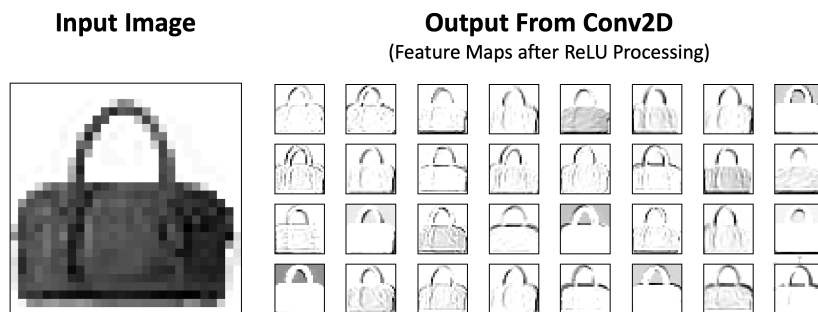 Input Image
Output From Conv2D
(Feature Maps after ReLU Processing)